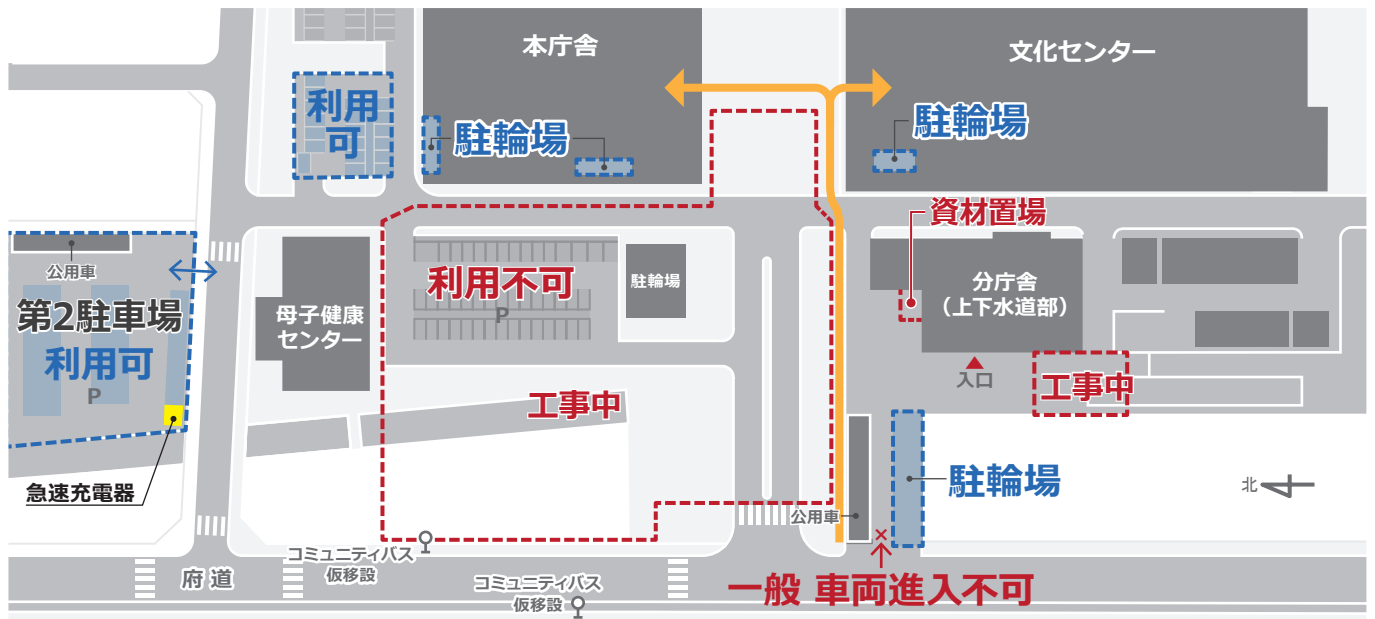 本庁舎
文化センター
利用
可
駐輪場
駐輪場
資材置場
公用車
第2駐車場
利用可
P
急速充電器
母子健康
センター
利用不可
P
駐輪場
分庁舎
（上下水道部）
入口
工事中
工事中
駐輪場
公用車
北
コミュニティバス
仮移設
府道
コミュニティバス
仮移設
一般 車両進入不可